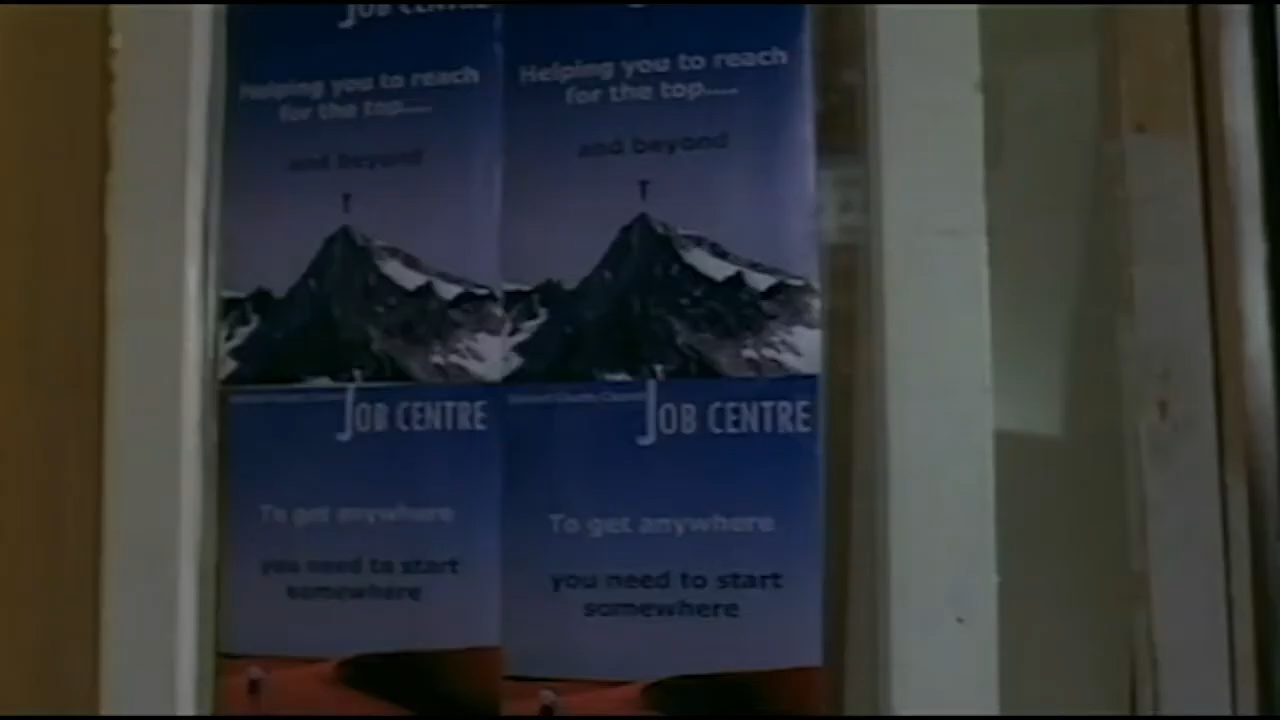 JOB CENTRE
Helping you to reach
for the top....
and beyond
Helping you to reach
for the top....
and beyond
JOB CENTRE
To get anywhere
you need to start
somewhere
JOB CENTRE
To get anywhere
you need to start
somewhere